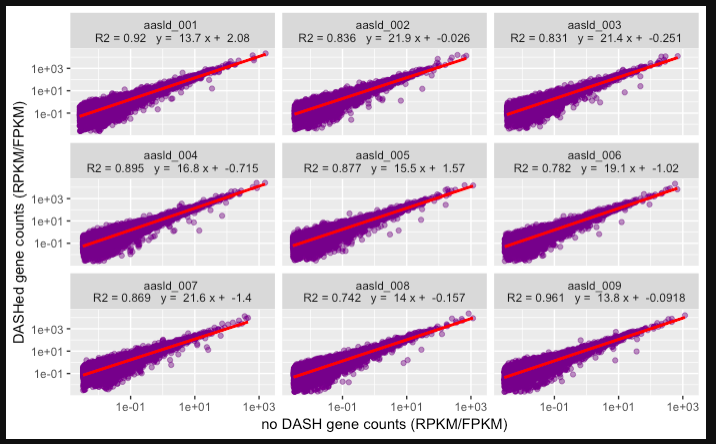 aasld_001
R2 = 0.92 y = 13.7 x + 2.08
aasld_002
R2 = 0.836 y = 21.9 x + -0.026
aasld_003
R2 = 0.831 y = 21.4 x + -0.251
1e+03
1e+01
1e-01
aasld_004
R2 = 0.895 y = 16.8 x + -0.715
aasld_005
R2 = 0.877 y = 15.5 x + 1.57
aasld_006
R2 = 0.782 y = 19.1 x + -1.02
1e+03
1e+01
1e-01
aasld_007
R2 = 0.869 y = 21.6 x + -1.4
aasld_008
R2 = 0.742 y = 14 x + -0.157
aasld_009
R2 = 0.961 y = 13.8 x + -0.0918
1e+03
1e+01
1e-01
DASHed gene counts (RPKM/FPKM)
1e-01 1e+01 1e+03 1e-01 1e+01 1e+03 1e-01 1e+01 1e+03
no DASH gene counts (RPKM/FPKM)